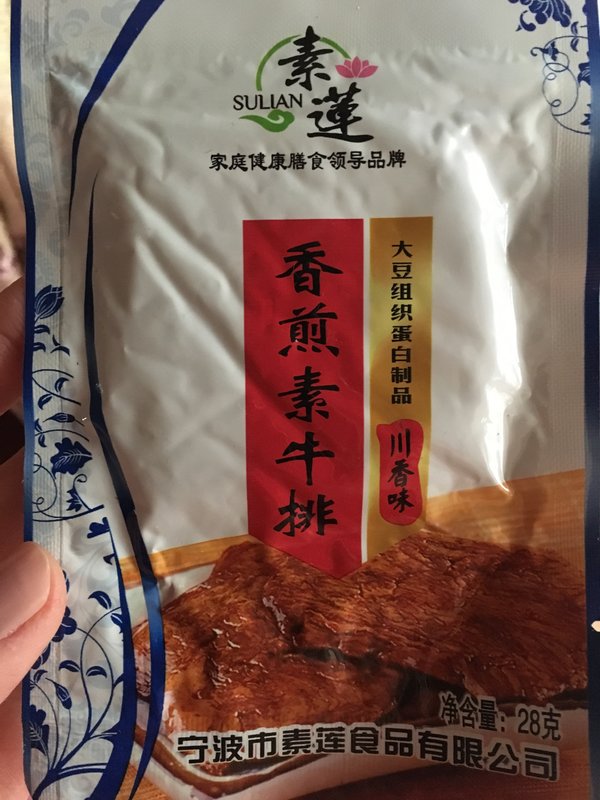 素莲
SULIAN
家庭健康膳食领导品牌
香煎素牛排
大豆组织蛋白制品
川香味
净含量：28克
宁波市素莲食品有限公司